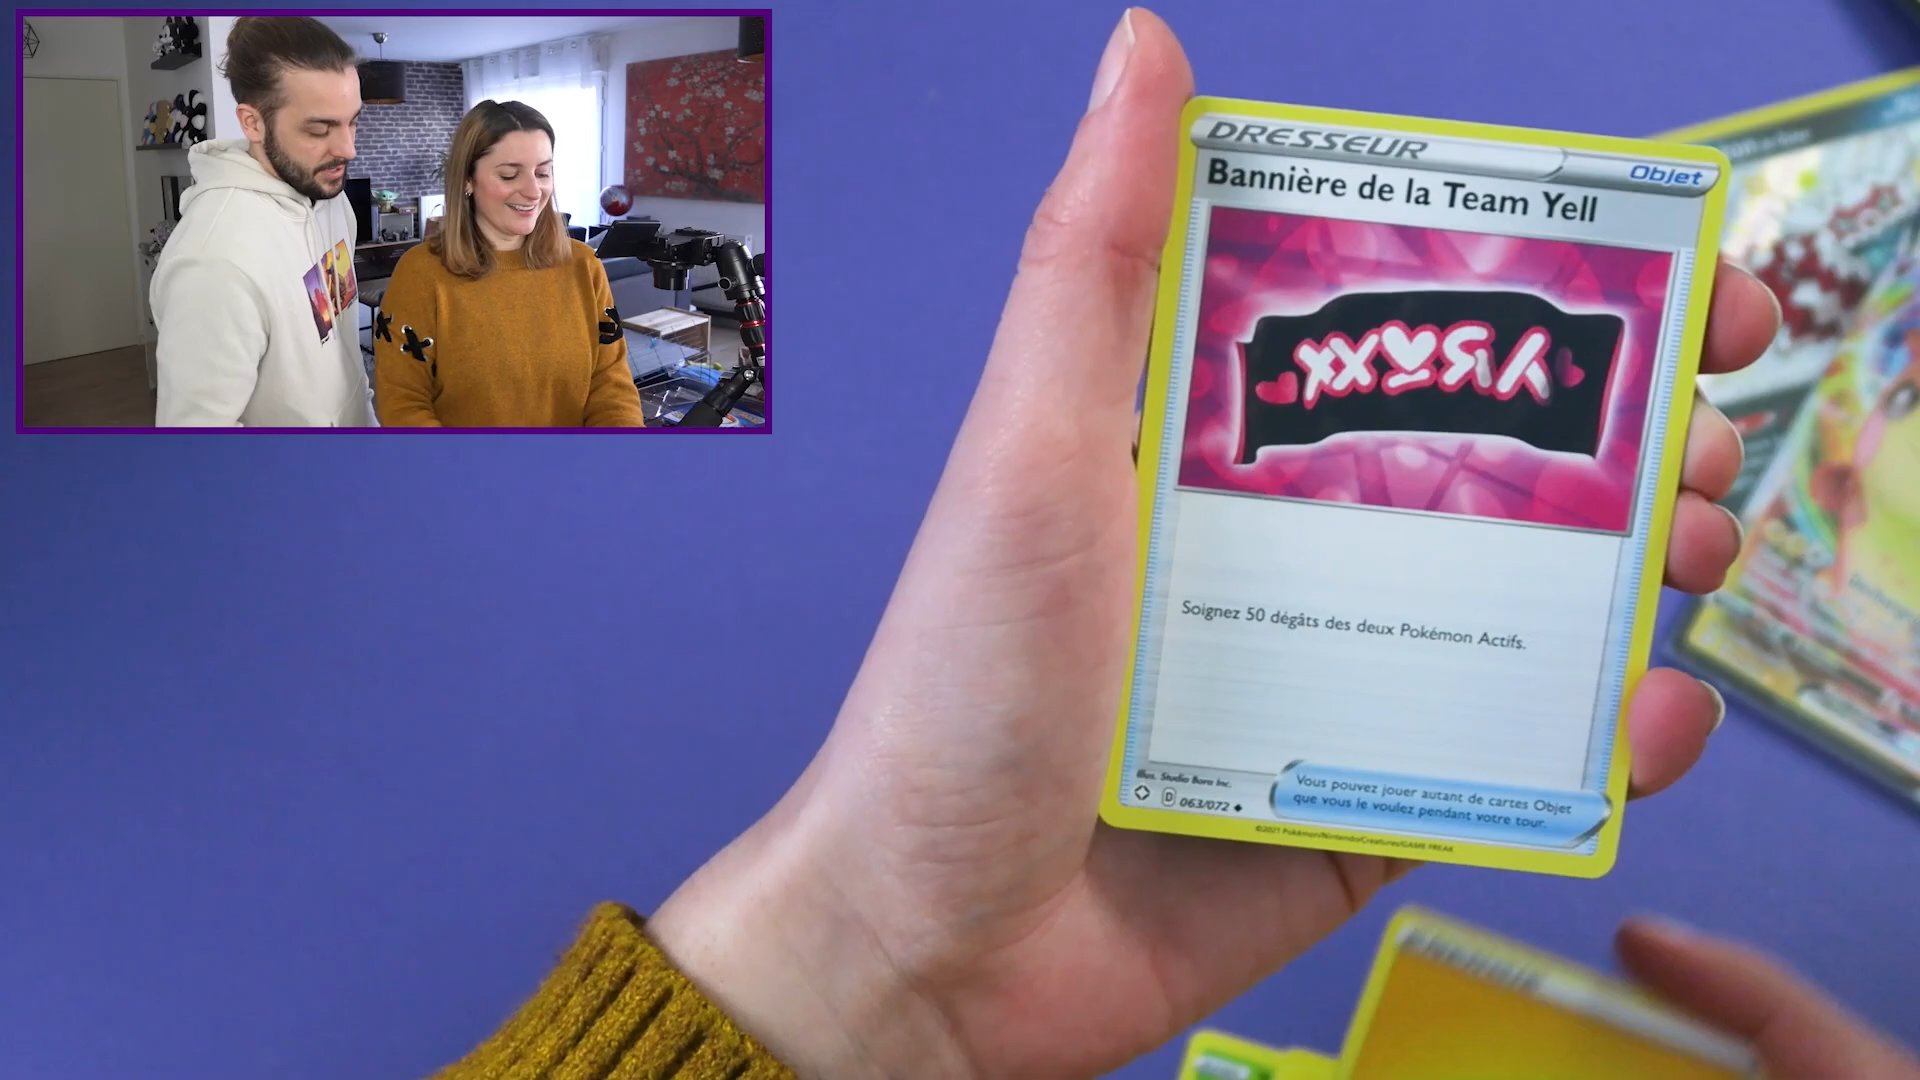 DRESSEUR
Objet
Bannière de la Team Yell
Soignez 50 dégâts des deux Pokémon Actifs.
Illus. Studio Bora Inc.
D 063/072
Vous pouvez jouer autant de cartes Objet
que vous le voulez pendant votre tour.
©2021 Pokémon/Nintendo/Creatures/GAME FREAK